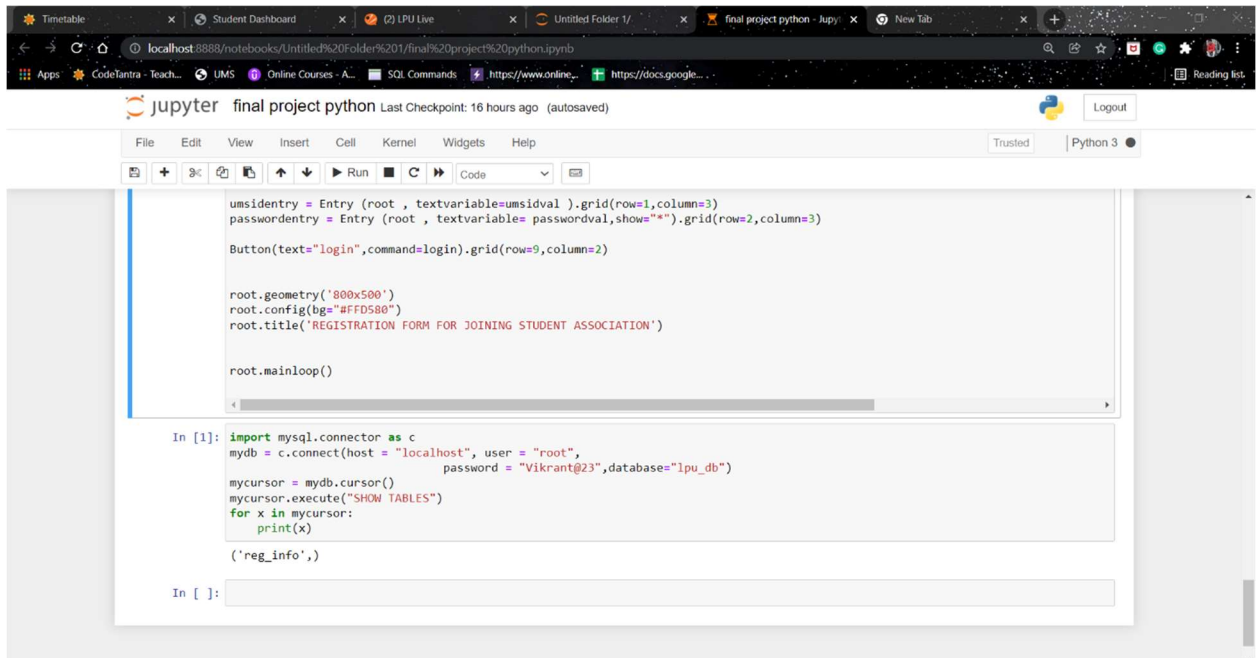 Timetable Student Dashboard (2) LPU Live Untitled Folder 1/ final project python - Jupyt New Tab
localhost:8888/notebooks/Untitled%20Folder%201/final%20project%20python.ipynb
Apps CodeTantra - Teach... UMS Online Courses - A... SQL Commands https://www.online... https://docs.google... Reading list
jupyter final project python Last Checkpoint: 16 hours ago (autosaved) Logout
File Edit View Insert Cell Kernel Widgets Help Trusted Python 3
Run Code
umsidentry = Entry (root , textvariable=umsidval ).grid(row=1,column=3)
passwordentry = Entry (root , textvariable= passwordval,show="*").grid(row=2,column=3)
Button(text="login",command=login).grid(row=9,column=2)
root.geometry('800x500')
root.config(bg="#FFD580")
root.title('REGISTRATION FORM FOR JOINING STUDENT ASSOCIATION')
root.mainloop()
In [1]: import mysql.connector as c
mydb = c.connect(host = "localhost", user = "root",
password = "Vikrant@23",database="lpu_db")
mycursor = mydb.cursor()
mycursor.execute("SHOW TABLES")
for x in mycursor:
print(x)
('reg_info',)
In [ ]: